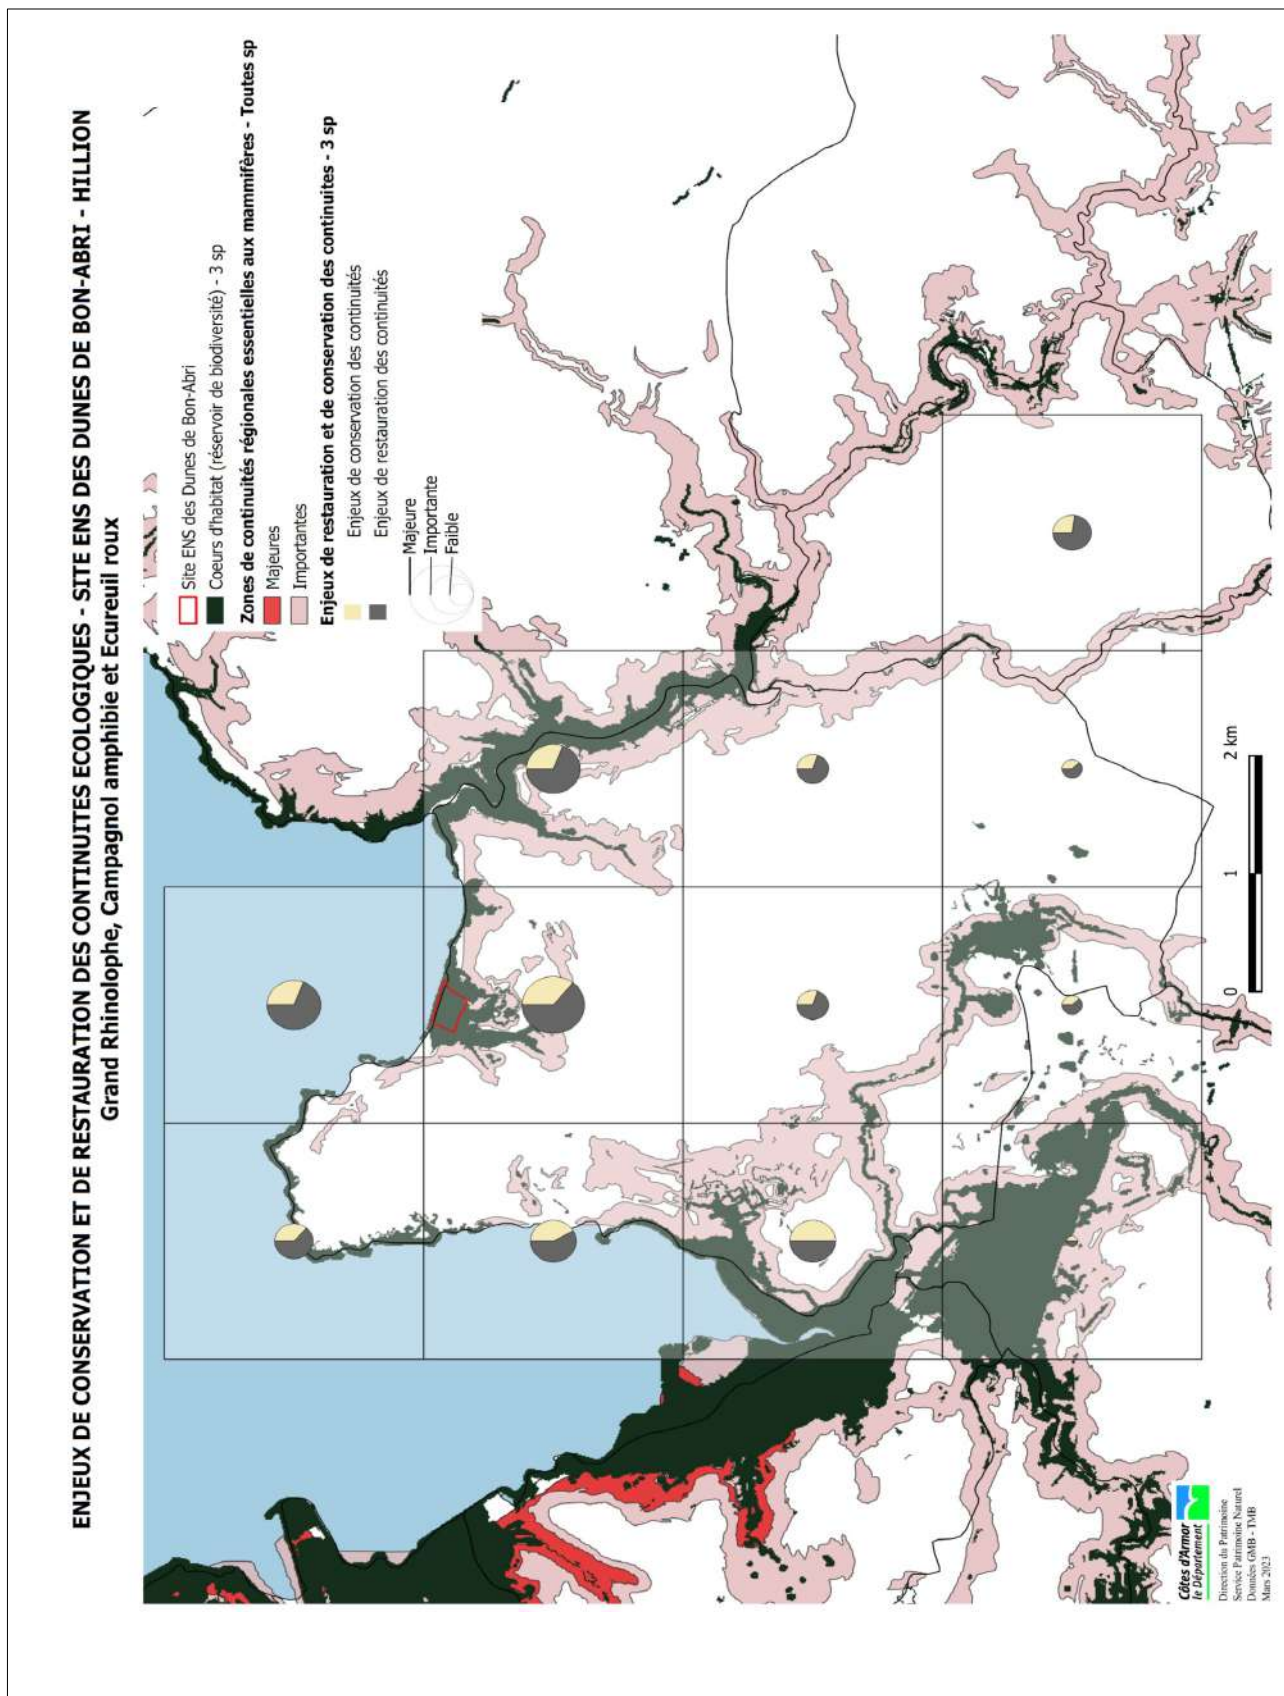 ENJEUX DE CONSERVATION ET DE RESTAURATION DES CONTINUITES ECOLOGIQUES - SITE ENS DES DUNES DE BON-ABRI - HILLION
Grand Rhinolophe, Campagnol amphibie et Ecureuil roux
Site ENS des Dunes de Bon-Abri
Coeurs d'habitat (réservoir de biodiversité) - 3 sp
Zones de continuités régionales essentielles aux mammifères - Toutes sp
Majeures
Importantes
Enjeux de restauration et de conservation des continuites - 3 sp
Enjeux de conservation des continuités
Enjeux de restauration des continuités
Majeure
Importante
Faible
0 1 2 km
Côtes d'Armor
le Département
Direction du Patrimoine
Service Patrimoine Naturel
Données GMB - TMB
Mars 2023